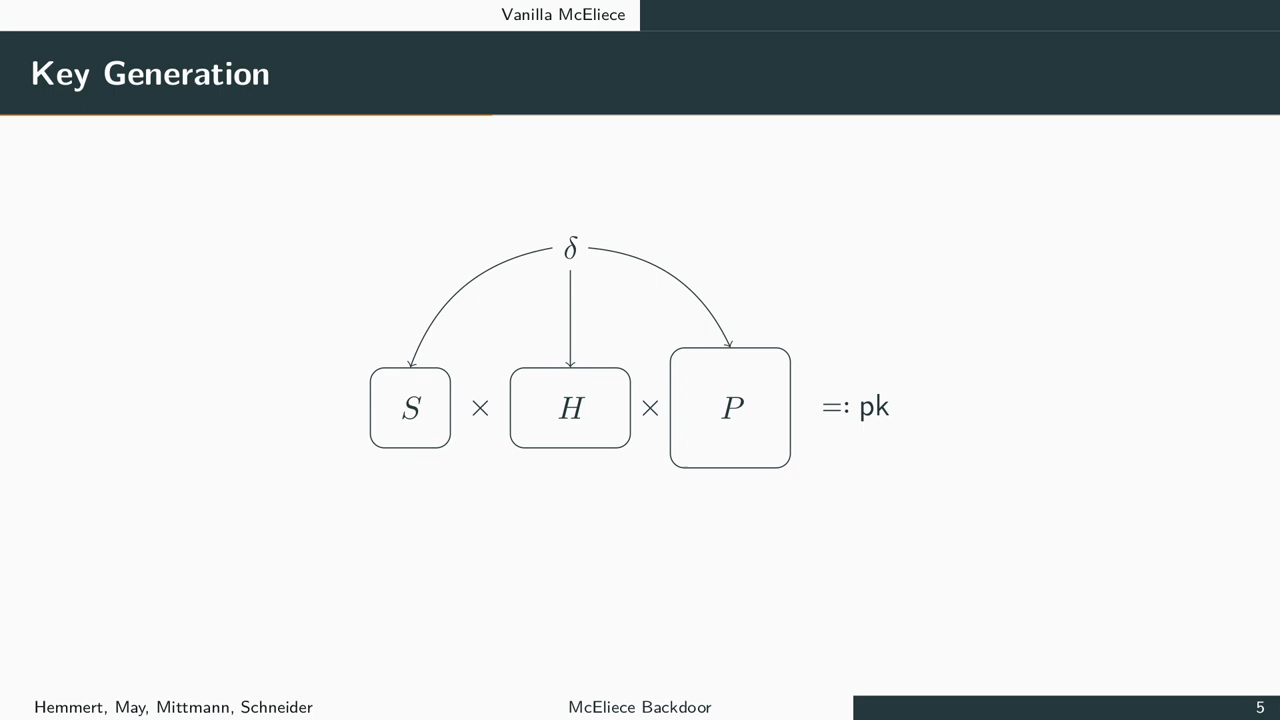 Vanilla McEliece
Key Generation
δ
S × H × P =: pk
Hemmert, May, Mittmann, Schneider McEliece Backdoor 5